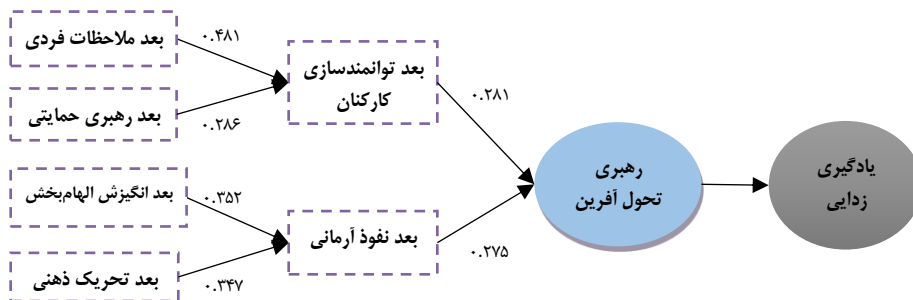 بعد ملاحظات فردی
۰.۴۸۱
بعد توانمندسازی
کارکنان
بعد رهبری حمایتی
۰.۲۸۶
۰.۲۸۱
رهبری
تحول آفرین
یادگیری
زدایی
بعد انگیزش الهام‌بخش
۰.۳۵۲
بعد نفوذ آرمانی
۰.۲۷۵
بعد تحریک ذهنی
۰.۳۴۷